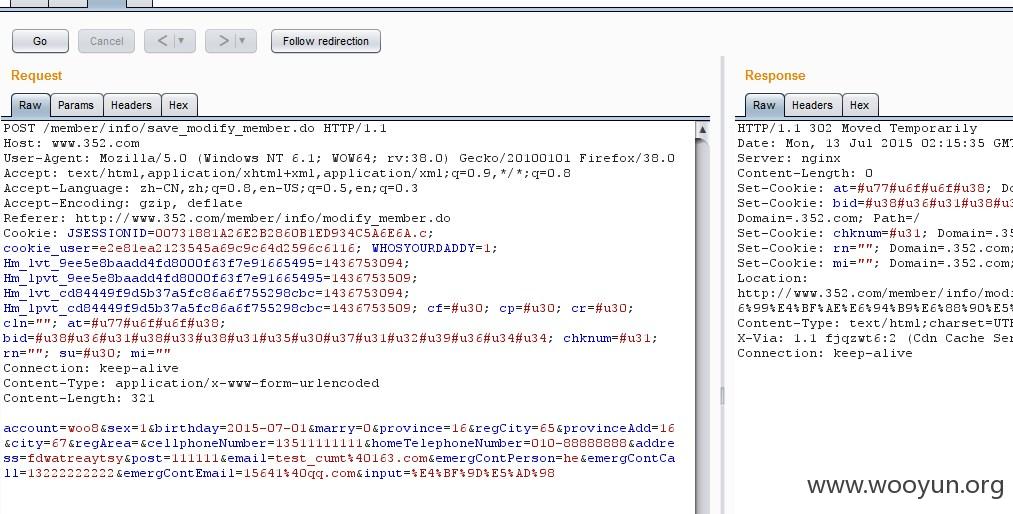 Go
Cancel
<
>
Follow redirection
Request
Raw
Params
Headers
Hex
POST /member/info/save_modify_member.do HTTP/1.1
Host: www.352.com
User-Agent: Mozilla/5.0 (Windows NT 6.1; WOW64; rv:38.0) Gecko/20100101 Firefox/38.0
Accept: text/html,application/xhtml+xml,application/xml;q=0.9,*/*;q=0.8
Accept-Language: zh-CN,zh;q=0.8,en-US;q=0.5,en;q=0.3
Accept-Encoding: gzip, deflate
Referer: http://www.352.com/member/info/modify_member.do
Cookie: JSESSIONID=00731881A26E2B2860B1ED934C5A6E6A.c;
cookie_user=e2e81ea2123545a69c9c64d2596c6116; WHOSYOURDADDY=1;
Hm_lvt_9ee5e8baadd4fd8000f63f7e91665495=1436753094;
Hm_lpvt_9ee5e8baadd4fd8000f63f7e91665495=1436753509;
Hm_lvt_cd84449f9d5b37a5fc86a6f755298cbc=1436753094;
Hm_lpvt_cd84449f9d5b37a5fc86a6f755298cbc=1436753509; cf=#u30; cp=#u30; cr=#u30;
cln=""; at=#u77#u6f#u6f#u38;
bid=#u38#u36#u31#u38#u33#u38#u31#u35#u30#u37#u31#u32#u39#u36#u34#u34; chknum=#u31;
rn=""; su=#u30; mi=""
Connection: keep-alive
Content-Type: application/x-www-form-urlencoded
Content-Length: 321
account=woo8&sex=1&birthday=2015-07-01&marry=0&province=16&regCity=65&provinceAdd=16
&city=67&regArea=&cellphoneNumber=13511111111&homeTelephoneNumber=010-88888888&addre
ss=fdwatreaytsy&post=111111&email=test_cumt%40163.com&emergContPerson=he&emergContCa
ll=13222222222&emergContEmail=15641%40qq.com&input=%E4%BF%9D%E5%AD%98
Response
Raw
Headers
Hex
HTTP/1.1 302 Moved Temporarily
Date: Mon, 13 Jul 2015 02:15:35 GMT
Server: nginx
Content-Length: 0
Set-Cookie: at=#u77#u6f#u6f#u38; Do
Set-Cookie: bid=#u38#u36#u31#u38#u3
Domain=.352.com; Path=/
Set-Cookie: chknum=#u31; Domain=.35
Set-Cookie: rn=""; Domain=.352.com;
Set-Cookie: mi=""; Domain=.352.com;
Location:
http://www.352.com/member/info/modi
6%99%E4%BF%AE%E6%94%B9%E6%88%90%E5%
Content-Type: text/html;charset=UTF
X-Via: 1.1 fjqzwt6:2 (Cdn Cache Ser
Connection: keep-alive
www.wooyun.org